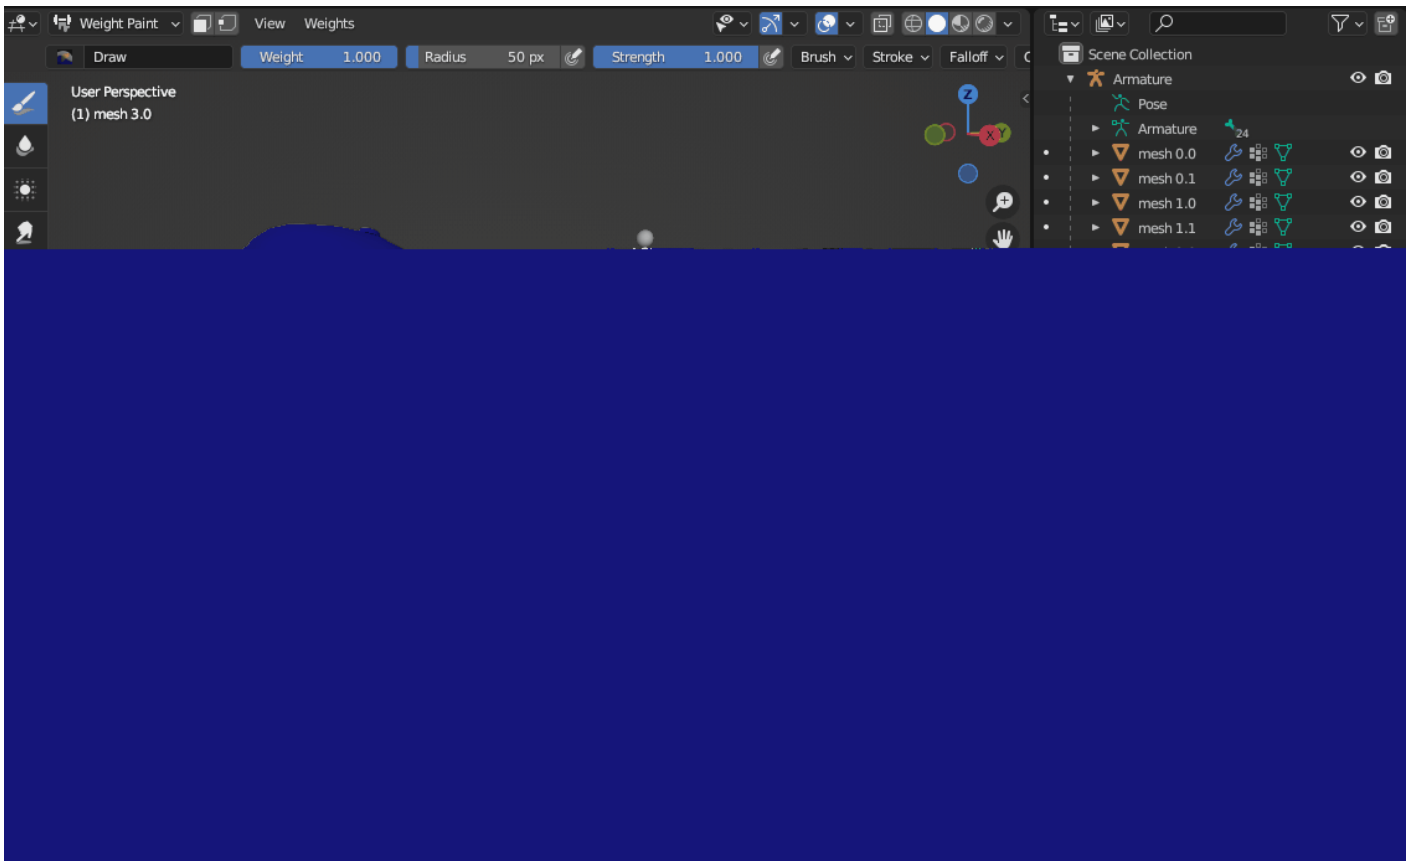 Weight Paint View Weights
Draw Weight 1.000 Radius 50 px Strength 1.000 Brush Stroke Falloff
User Perspective
(1) mesh 3.0
Z
X Y
Scene Collection
Armature
Pose
Armature 24
mesh 0.0
mesh 0.1
mesh 1.0
mesh 1.1